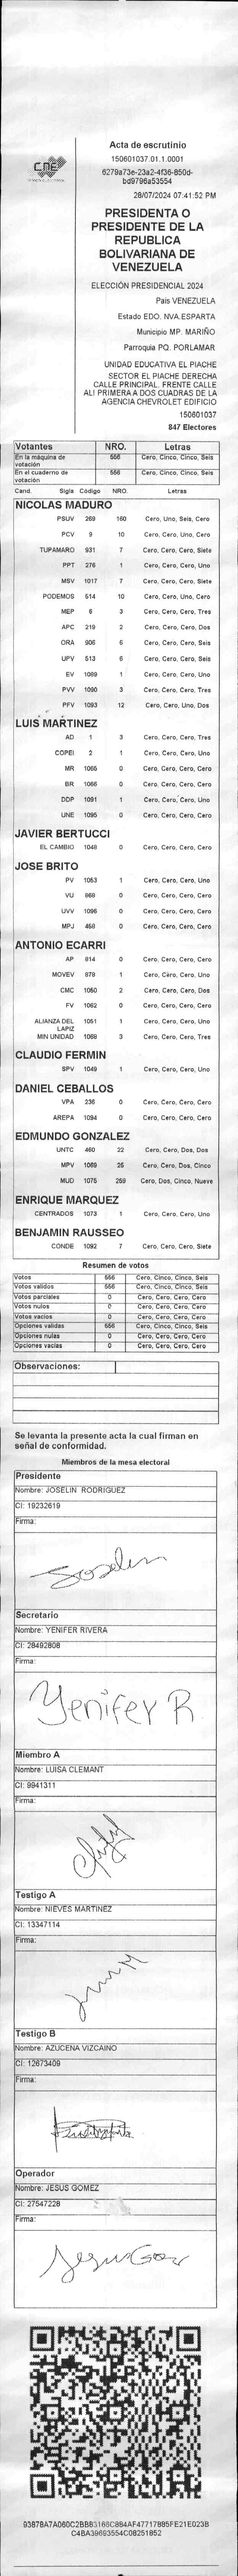 CNE
Acta de escrutinio
150601037.01.1.0001
6279a73e-23a2-4f36-850d-
bd9796a53554
28/07/2024 07:41:52 PM
PRESIDENTA O
PRESIDENTE DE LA
REPUBLICA
BOLIVARIANA DE
VENEZUELA
ELECCIÓN PRESIDENCIAL 2024
País VENEZUELA
Estado EDO. NVA.ESPARTA
Municipio MP. MARIÑO
Parroquia PQ. PORLAMAR
UNIDAD EDUCATIVA EL PIACHE
SECTOR EL PIACHE DERECHA
CALLE PRINCIPAL. FRENTE CALLE
AL! PRIMERA A DOS CUADRAS DE LA
AGENCIA CHEVROLET EDIFICIO
150601037
847 Electores
Votantes NRO. Letras
En la máquina de votación 556 Cero, Cinco, Cinco, Seis
En el cuaderno de votación 556 Cero, Cinco, Cinco, Seis
Cand. Sigla Código NRO. Letras
NICOLAS MADURO
PSUV 269 160 Cero, Uno, Seis, Cero
PCV 9 10 Cero, Cero, Uno, Cero
TUPAMARO 931 7 Cero, Cero, Cero, Siete
PPT 276 1 Cero, Cero, Cero, Uno
MSV 1017 7 Cero, Cero, Cero, Siete
PODEMOS 514 10 Cero, Cero, Uno, Cero
MEP 6 3 Cero, Cero, Cero, Tres
APC 219 2 Cero, Cero, Cero, Dos
ORA 906 6 Cero, Cero, Cero, Seis
UPV 513 6 Cero, Cero, Cero, Seis
EV 1089 1 Cero, Cero, Cero, Uno
PVV 1090 3 Cero, Cero, Cero, Tres
PFV 1093 12 Cero, Cero, Uno, Dos
LUIS MARTINEZ
AD 1 3 Cero, Cero, Cero, Tres
COPEI 2 1 Cero, Cero, Cero, Uno
MR 1065 0 Cero, Cero, Cero, Cero
BR 1066 0 Cero, Cero, Cero, Cero
DDP 1091 1 Cero, Cero, Cero, Uno
UNE 1095 0 Cero, Cero, Cero, Cero
JAVIER BERTUCCI
EL CAMBIO 1048 0 Cero, Cero, Cero, Cero
JOSE BRITO
PV 1053 1 Cero, Cero, Cero, Uno
VU 868 0 Cero, Cero, Cero, Cero
UVV 1096 0 Cero, Cero, Cero, Cero
MPJ 458 0 Cero, Cero, Cero, Cero
ANTONIO ECARRI
AP 814 0 Cero, Cero, Cero, Cero
MOVEV 878 1 Cero, Cero, Cero, Uno
CMC 1050 2 Cero, Cero, Cero, Dos
FV 1062 0 Cero, Cero, Cero, Cero
ALIANZA DEL LAPIZ 1051 1 Cero, Cero, Cero, Uno
MIN UNIDAD 1068 3 Cero, Cero, Cero, Tres
CLAUDIO FERMIN
SPV 1049 1 Cero, Cero, Cero, Uno
DANIEL CEBALLOS
VPA 236 0 Cero, Cero, Cero, Cero
AREPA 1094 0 Cero, Cero, Cero, Cero
EDMUNDO GONZALEZ
UNTC 460 22 Cero, Cero, Dos, Dos
MPV 1069 25 Cero, Cero, Dos, Cinco
MUD 1075 259 Cero, Dos, Cinco, Nueve
ENRIQUE MARQUEZ
CENTRADOS 1073 1 Cero, Cero, Cero, Uno
BENJAMIN RAUSSEO
CONDE 1092 7 Cero, Cero, Cero, Siete
Resumen de votos
Votos 556 Cero, Cinco, Cinco, Seis
Votos validos 556 Cero, Cinco, Cinco, Seis
Votos parciales 0 Cero, Cero, Cero, Cero
Votos nulos 0 Cero, Cero, Cero, Cero
Votos vacios 0 Cero, Cero, Cero, Cero
Opciones validas 556 Cero, Cinco, Cinco, Seis
Opciones nulas 0 Cero, Cero, Cero, Cero
Opciones vacias 0 Cero, Cero, Cero, Cero
Observaciones:
Se levanta la presente acta la cual firman en
señal de conformidad.
Miembros de la mesa electoral
Presidente
Nombre: JOSELIN RODRIGUEZ
CI: 19232619
Firma:
Joselin
Secretario
Nombre: YENIFER RIVERA
CI: 28492808
Firma:
Yenifer R
Miembro A
Nombre: LUISA CLEMANT
CI: 9941311
Firma:
Testigo A
Nombre: NIEVES MARTINEZ
CI: 13347114
Firma:
Testigo B
Nombre: AZUCENA VIZCAINO
CI: 12673409
Firma:
Operador
Nombre: JESUS GOMEZ
CI: 27547228
Firma:
93878A7A060C2BB83166C884AF47717885FE21E023B
C4BA39693554C08251852